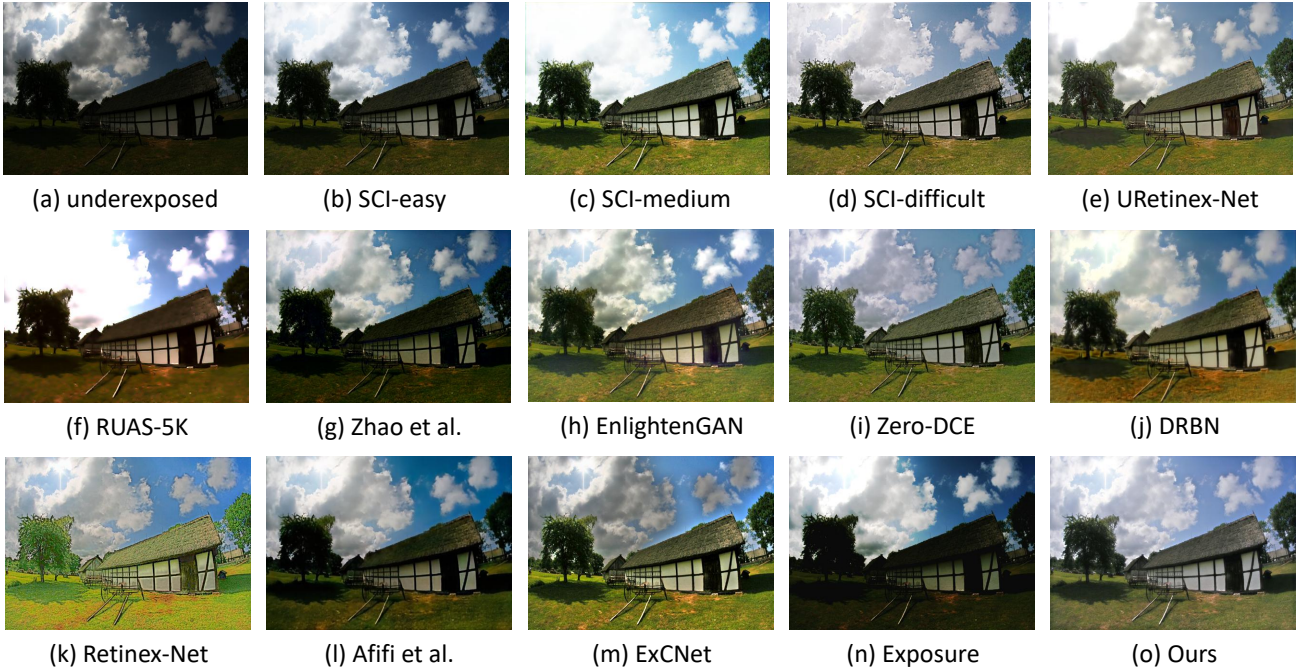 (a) underexposed
(b) SCI-easy
(c) SCI-medium
(d) SCI-difficult
(e) URetinex-Net
(f) RUAS-5K
(g) Zhao et al.
(h) EnlightenGAN
(i) Zero-DCE
(j) DRBN
(k) Retinex-Net
(l) Afifi et al.
(m) ExCNet
(n) Exposure
(o) Ours